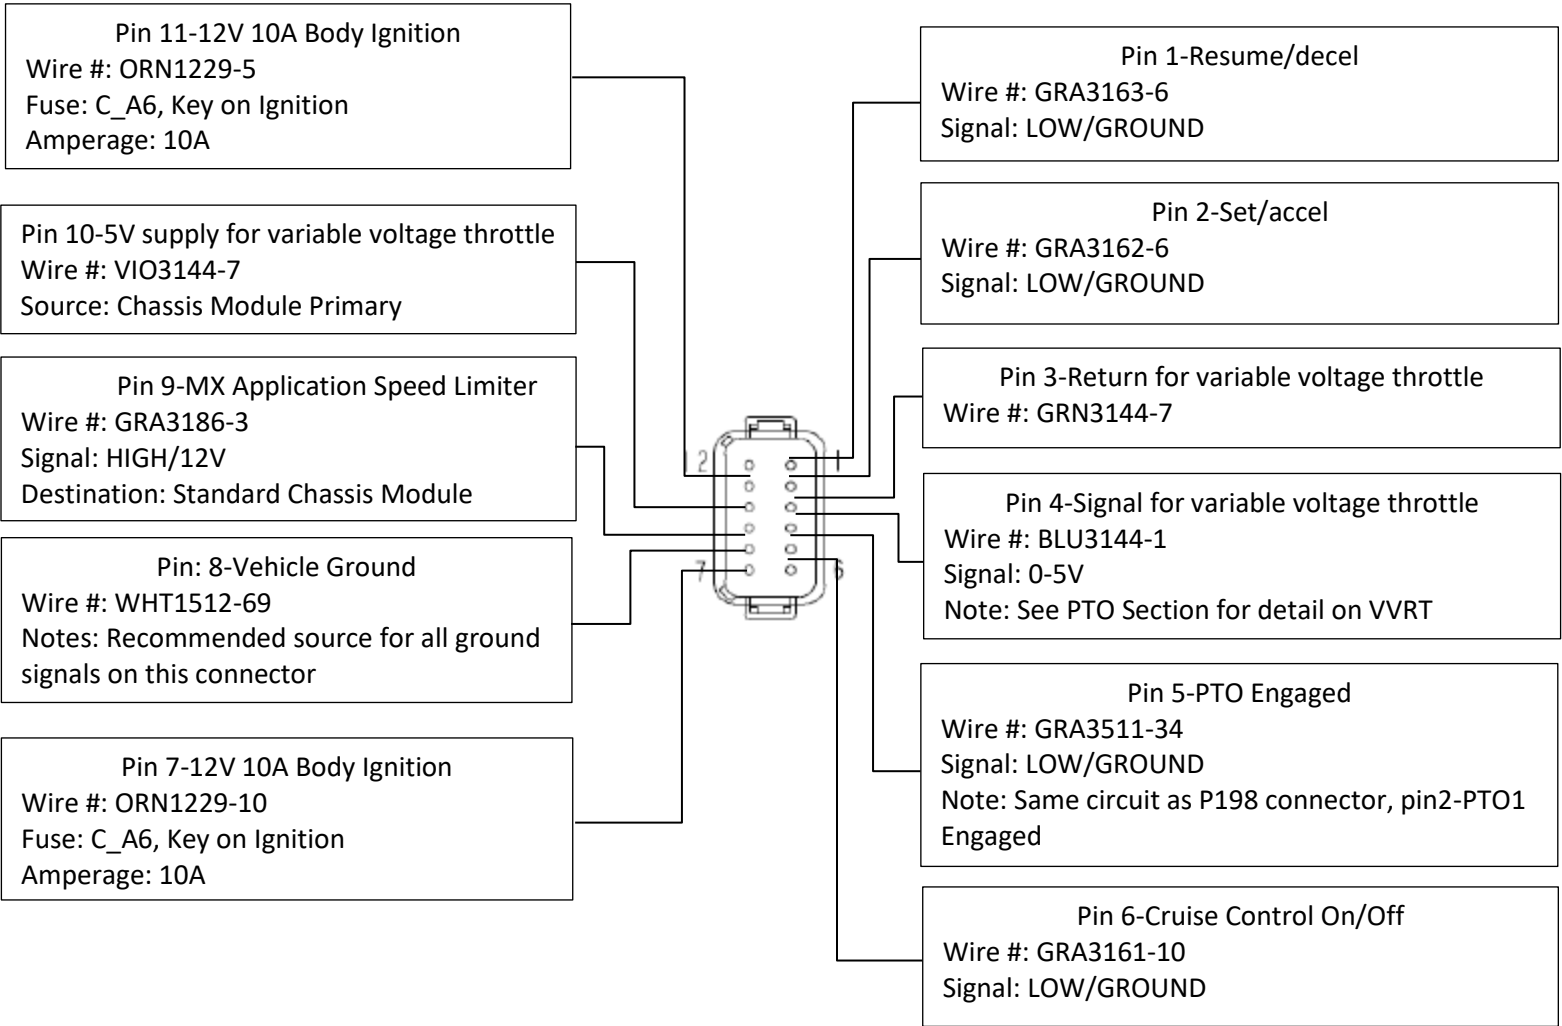 Pin 11-12V 10A Body Ignition
Wire #: ORN1229-5
Fuse: C_A6, Key on Ignition
Amperage: 10A
Pin 10-5V supply for variable voltage throttle
Wire #: VIO3144-7
Source: Chassis Module Primary
Pin 9-MX Application Speed Limiter
Wire #: GRA3186-3
Signal: HIGH/12V
Destination: Standard Chassis Module
Pin: 8-Vehicle Ground
Wire #: WHT1512-69
Notes: Recommended source for all ground
signals on this connector
Pin 7-12V 10A Body Ignition
Wire #: ORN1229-10
Fuse: C_A6, Key on Ignition
Amperage: 10A
12 1
7 6
Pin 1-Resume/decel
Wire #: GRA3163-6
Signal: LOW/GROUND
Pin 2-Set/accel
Wire #: GRA3162-6
Signal: LOW/GROUND
Pin 3-Return for variable voltage throttle
Wire #: GRN3144-7
Pin 4-Signal for variable voltage throttle
Wire #: BLU3144-1
Signal: 0-5V
Note: See PTO Section for detail on VVRT
Pin 5-PTO Engaged
Wire #: GRA3511-34
Signal: LOW/GROUND
Note: Same circuit as P198 connector, pin2-PTO1
Engaged
Pin 6-Cruise Control On/Off
Wire #: GRA3161-10
Signal: LOW/GROUND